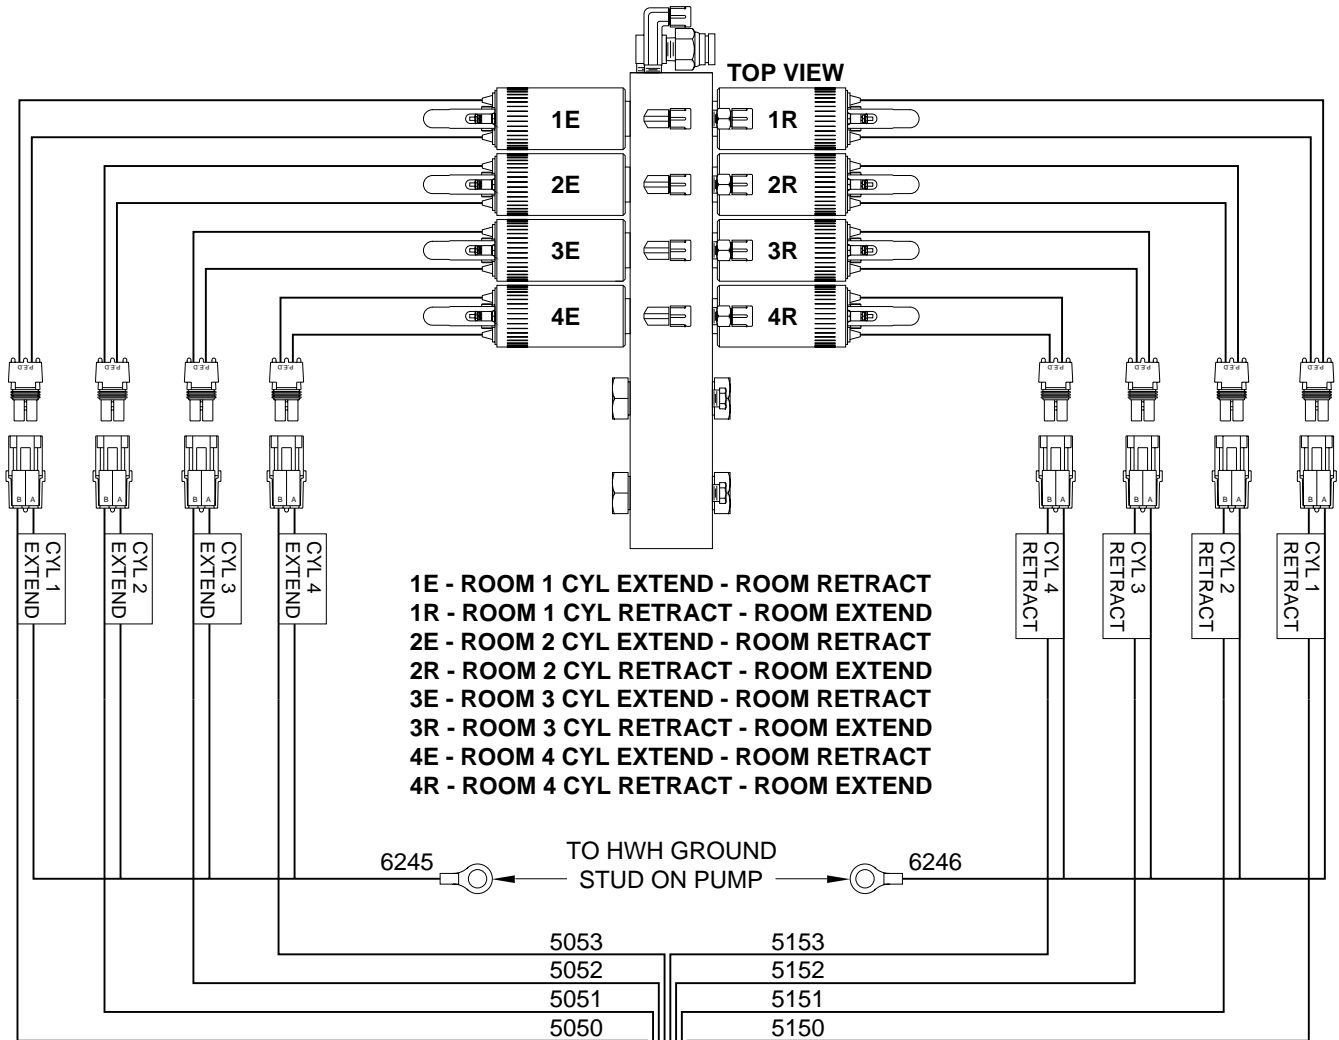 TOP VIEW
1E
1R
2E
2R
3E
3R
4E
4R
P.E.D
P.E.D
P.E.D
P.E.D
P.E.D
P.E.D
P.E.D
P.E.D
B A
B A
B A
B A
B A
B A
B A
B A
CYL 1
EXTEND
CYL 2
EXTEND
CYL 3
EXTEND
CYL 4
EXTEND
CYL 4
RETRACT
CYL 3
RETRACT
CYL 2
RETRACT
CYL 1
RETRACT
1E - ROOM 1 CYL EXTEND - ROOM RETRACT
1R - ROOM 1 CYL RETRACT - ROOM EXTEND
2E - ROOM 2 CYL EXTEND - ROOM RETRACT
2R - ROOM 2 CYL RETRACT - ROOM EXTEND
3E - ROOM 3 CYL EXTEND - ROOM RETRACT
3R - ROOM 3 CYL RETRACT - ROOM EXTEND
4E - ROOM 4 CYL EXTEND - ROOM RETRACT
4R - ROOM 4 CYL RETRACT - ROOM EXTEND
6245
TO HWH GROUND
STUD ON PUMP
6246
5053
5153
5052
5152
5051
5151
5050
5150